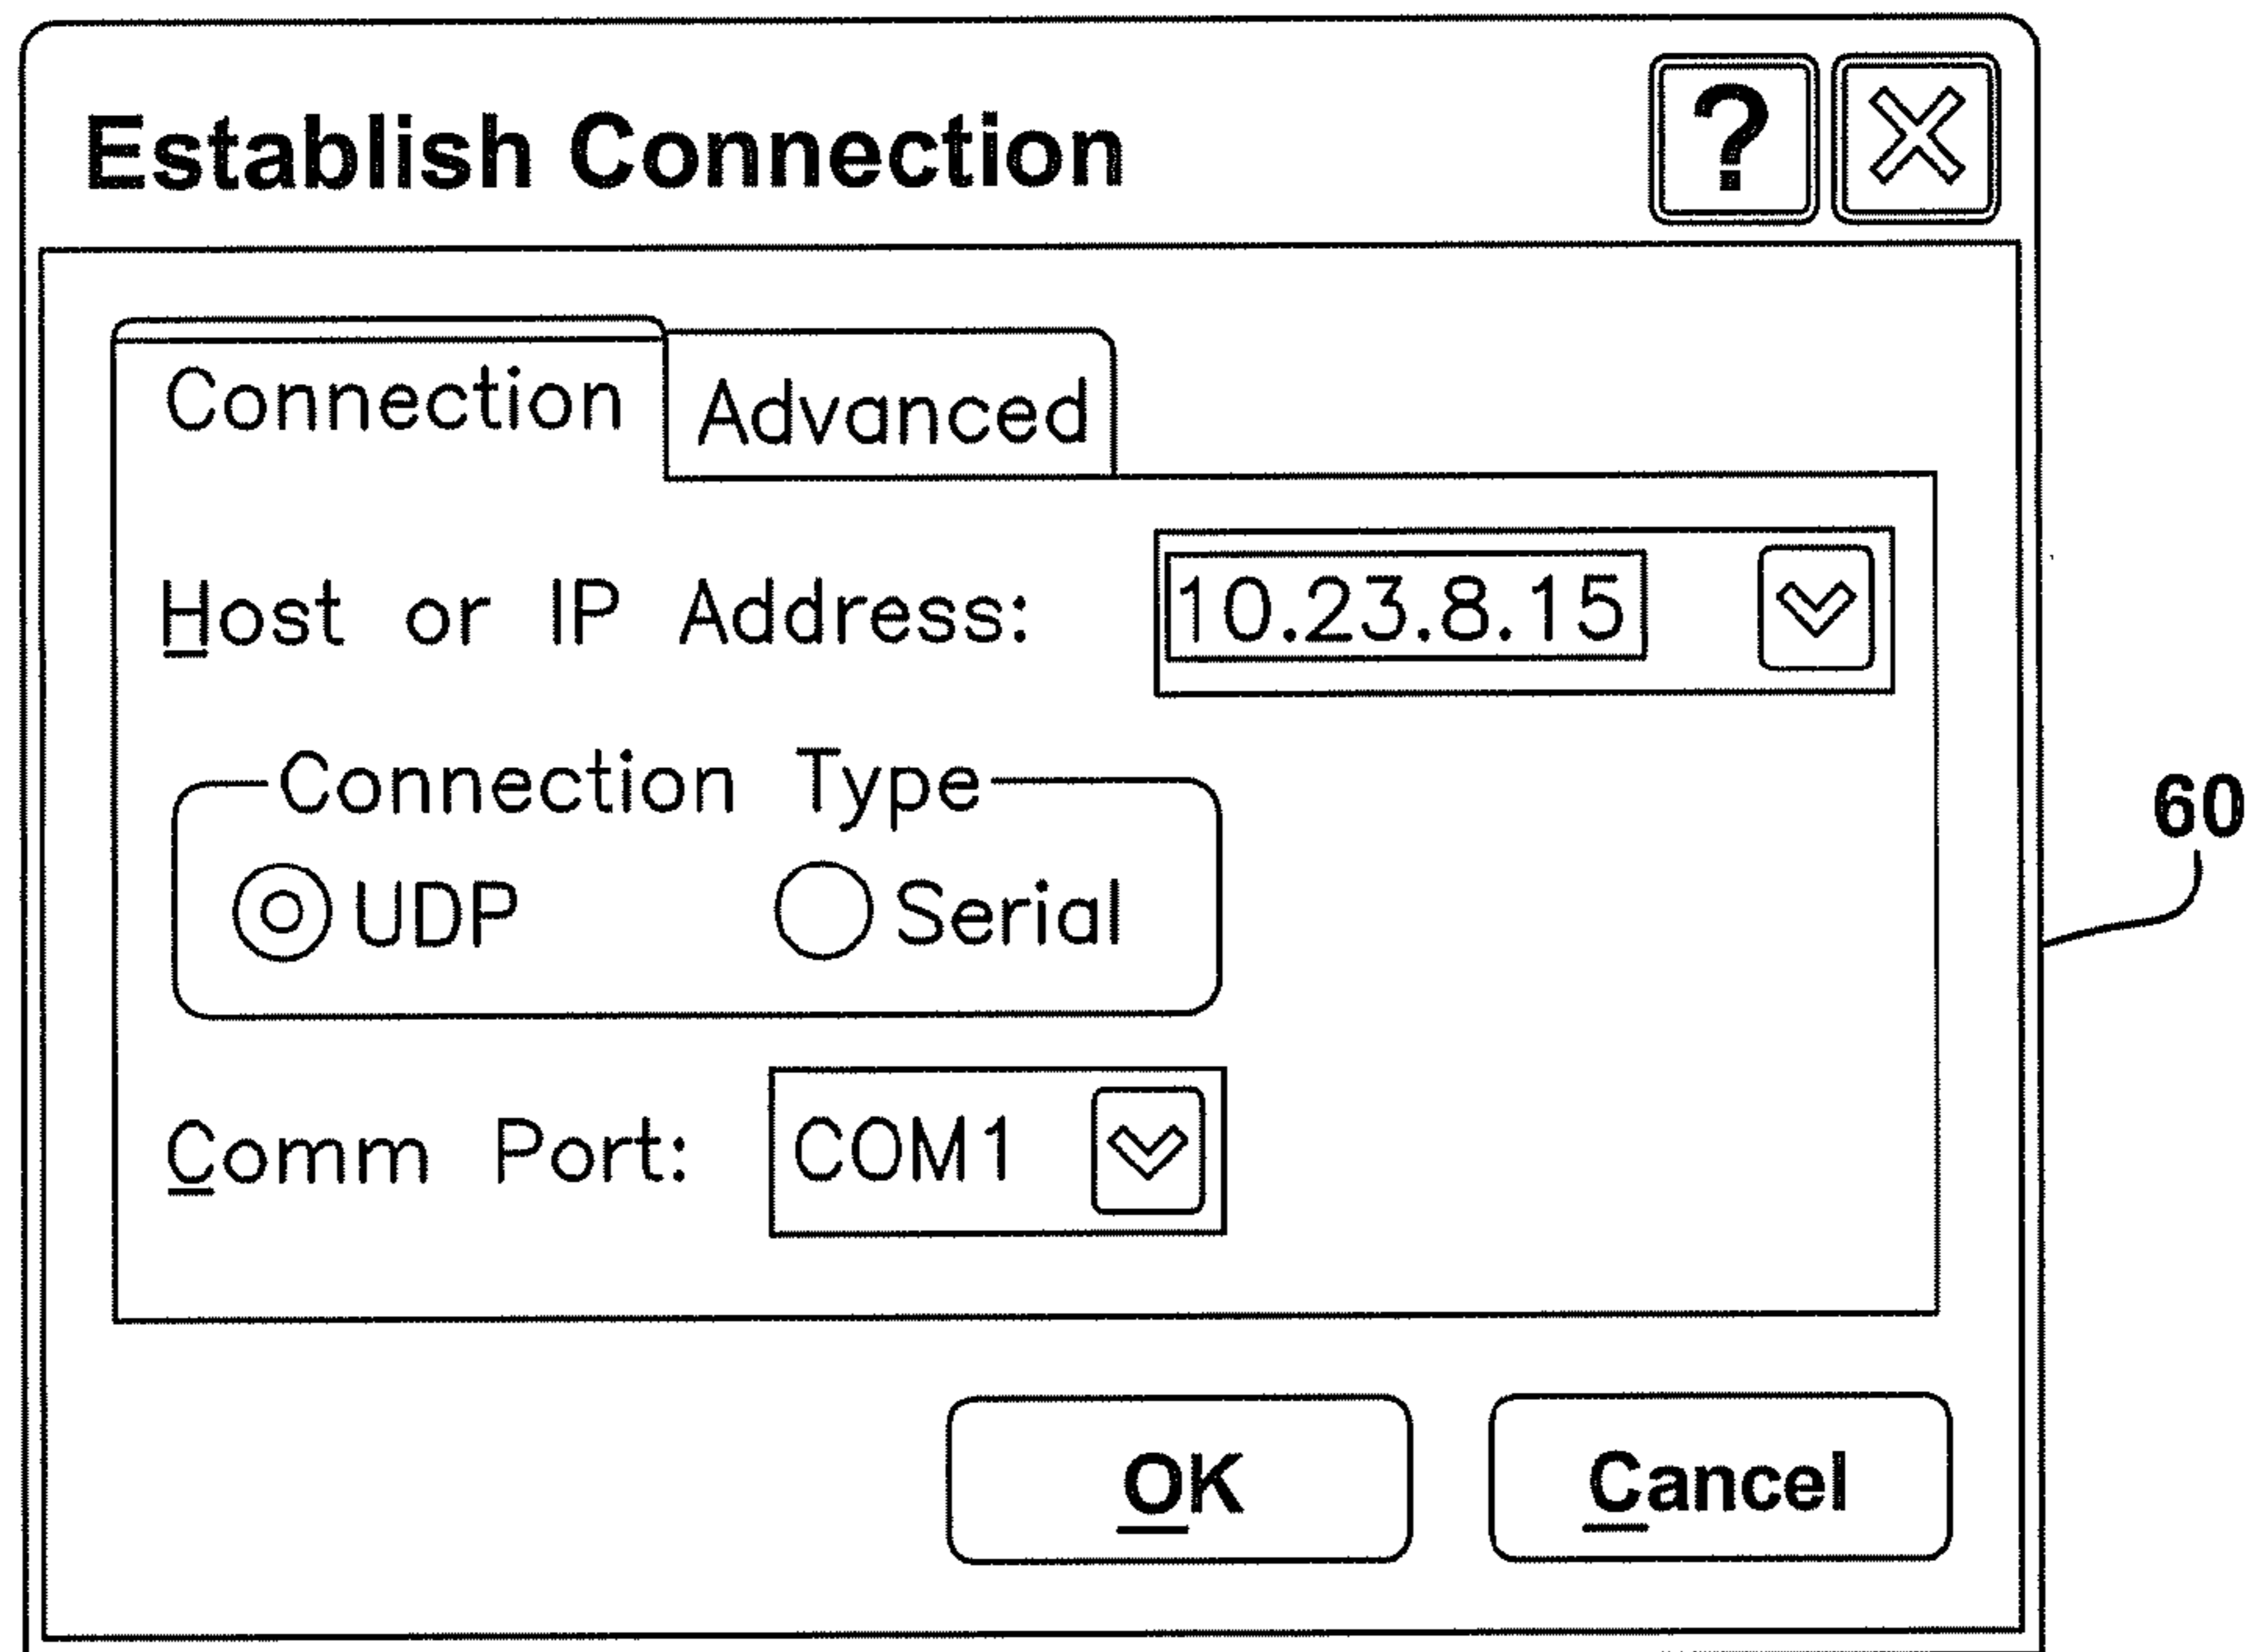 Establish Connection ?
Connection Advanced
Host or IP Address: 10.23.8.15
Connection Type
60
UDP Serial
Comm Port: COM1
OK Cancel